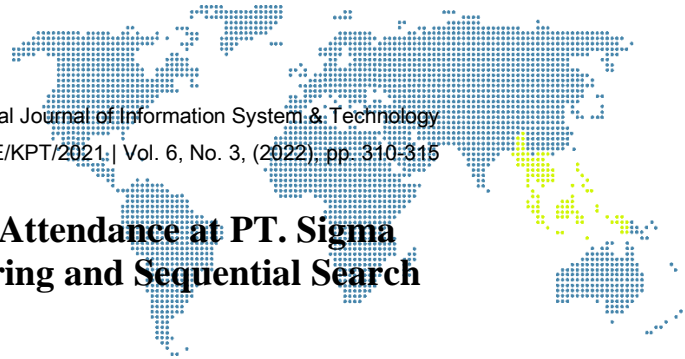 al Journal of Information System & Technology
E/KPT/2021 | Vol. 6, No. 3, (2022), pp. 310-315
Attendance at PT. Sigma
ring and Sequential Search